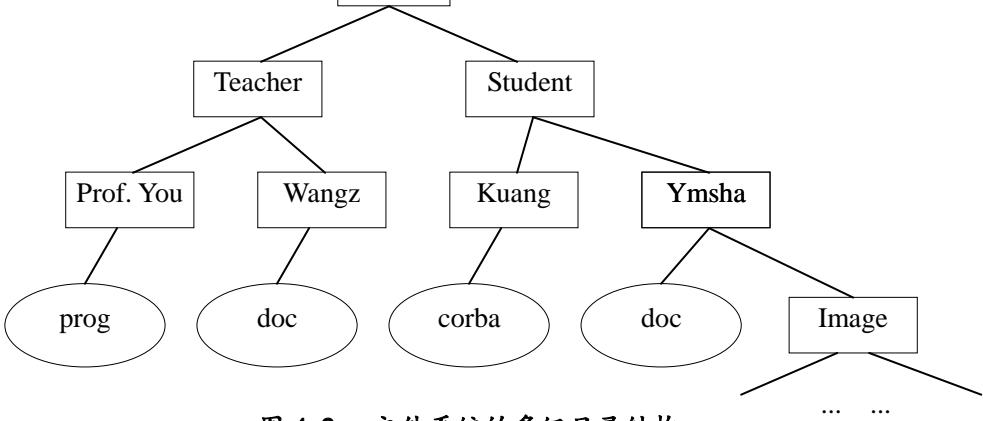 Teacher Student
Prof. You Wangz Kuang Ymsha
prog doc corba doc Image
... ...